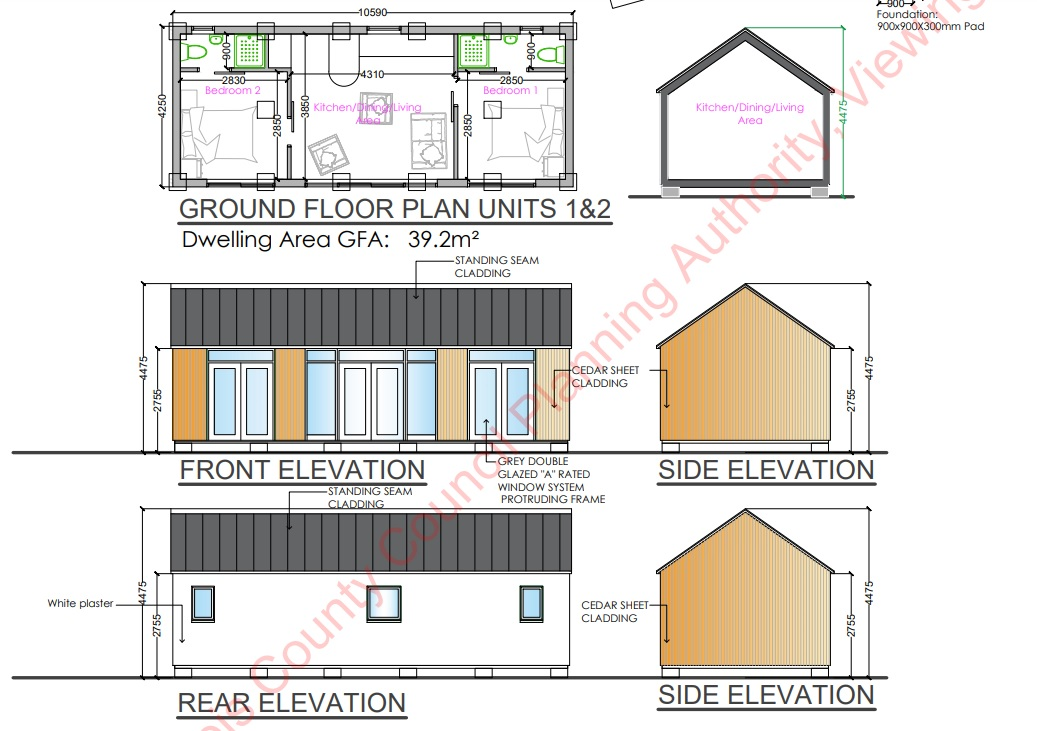 10590
900
Foundation:
900x900X300mm Pad
900
900
2830
4310
2850
Bedroom 2
Kitchen/Dining/Living
Area
Bedroom 1
4250
2850
3850
2850
Kitchen/Dining/Living
Area
4475
GROUND FLOOR PLAN UNITS 1&2
Dwelling Area GFA: 39.2m²
STANDING SEAM
CLADDING
4475
2755
CEDAR SHEET
CLADDING
4475
2755
GREY DOUBLE
GLAZED "A" RATED
WINDOW SYSTEM
PROTRUDING FRAME
FRONT ELEVATION
SIDE ELEVATION
STANDING SEAM
CLADDING
White plaster
4475
2755
CEDAR SHEET
CLADDING
4475
2755
REAR ELEVATION
SIDE ELEVATION
County Council Planning Authority, Viewing